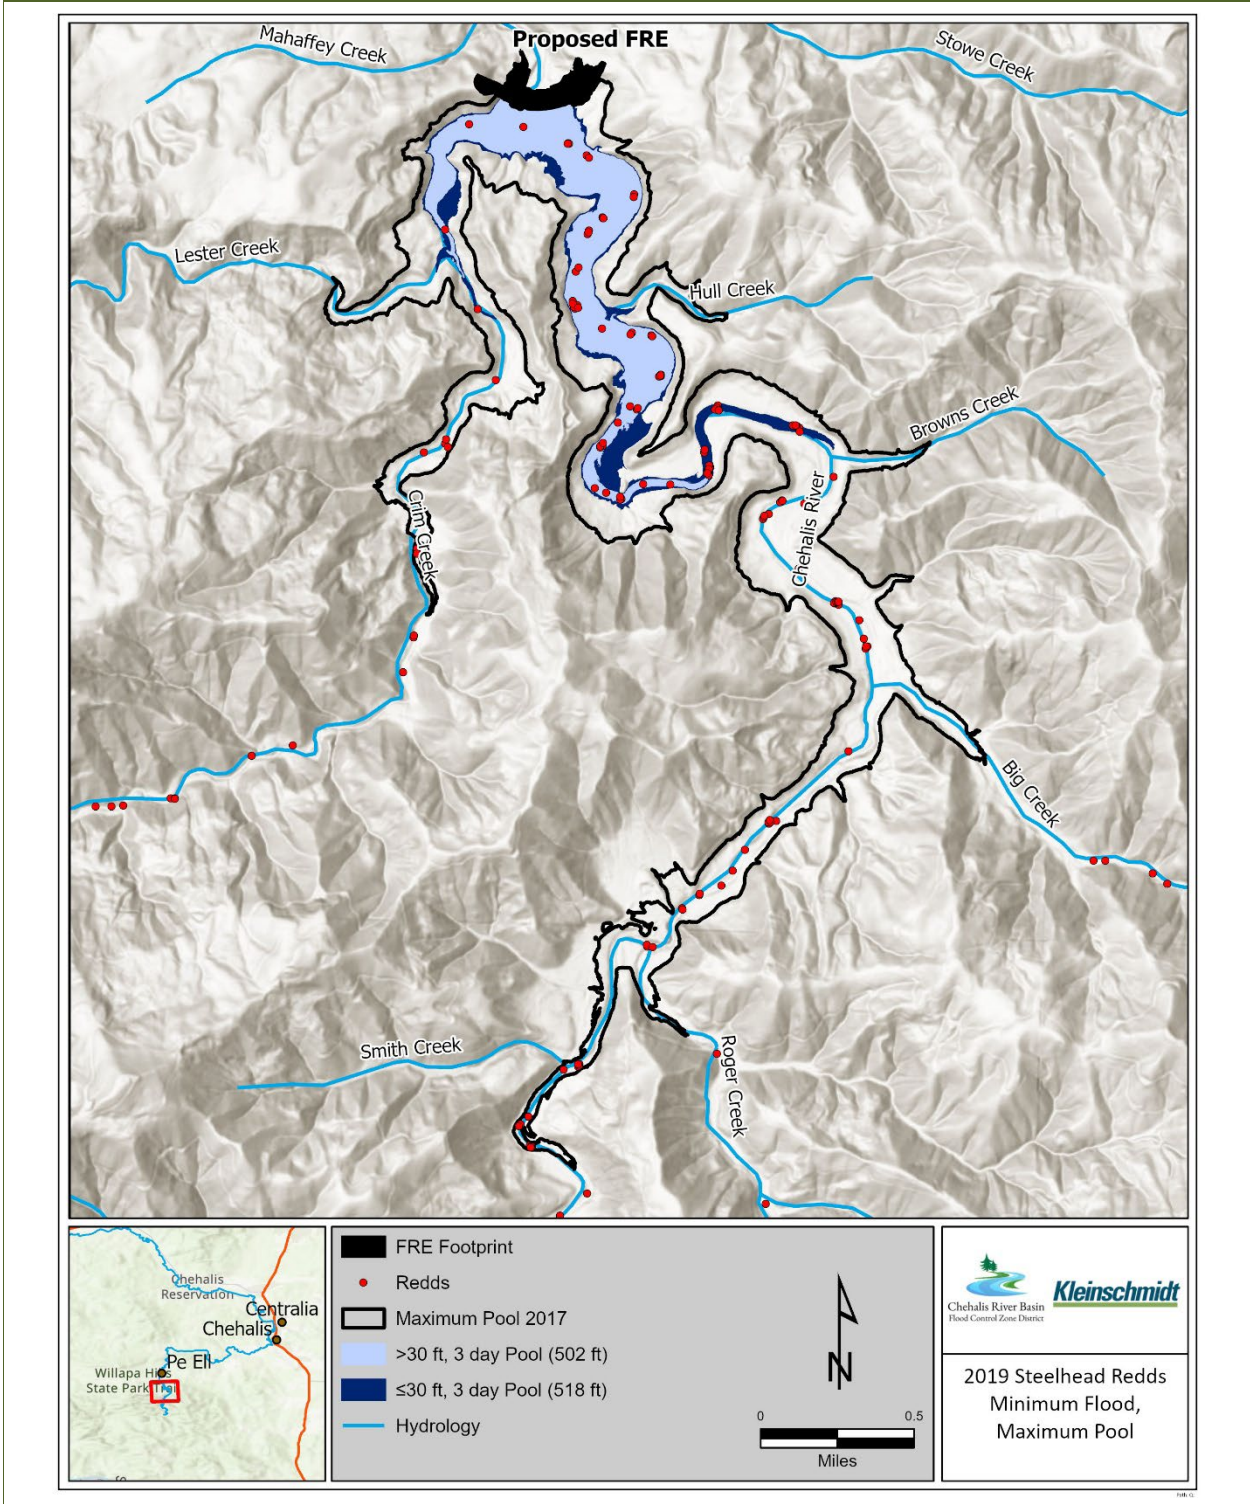 Proposed FRE
Mahaffey Creek
Stowe Creek
Lester Creek
Hull Creek
Browns Creek
Chehalis River
Crim Creek
Big Creek
Smith Creek
Roger Creek
Chehalis
Reservation
Centralia
Chehalis
Pe Ell
Willapa Hills
State Park Trail
FRE Footprint
Redds
Maximum Pool 2017
>30 ft, 3 day Pool (502 ft)
≤30 ft, 3 day Pool (518 ft)
Hydrology
N
0 0.5
Miles
Chehalis River Basin
Flood Control Zone District
Kleinschmidt
2019 Steelhead Redds
Minimum Flood,
Maximum Pool